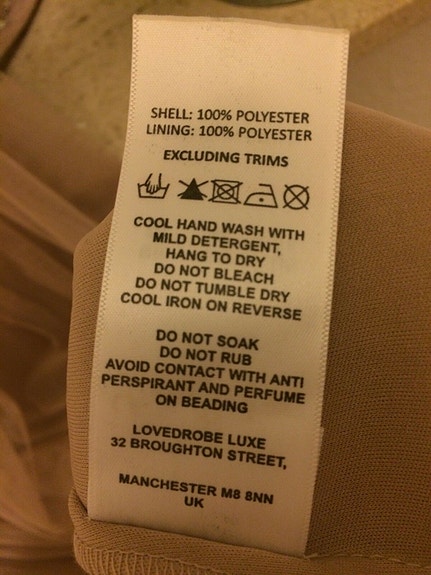 SHELL: 100% POLYESTER
LINING: 100% POLYESTER
EXCLUDING TRIMS
COOL HAND WASH WITH
MILD DETERGENT,
HANG TO DRY
DO NOT BLEACH
DO NOT TUMBLE DRY
COOL IRON ON REVERSE
DO NOT SOAK
DO NOT RUB
AVOID CONTACT WITH ANTI
PERSPIRANT AND PERFUME
ON BEADING
LOVEDROBE LUXE
32 BROUGHTON STREET,
MANCHESTER M8 8NN
UK